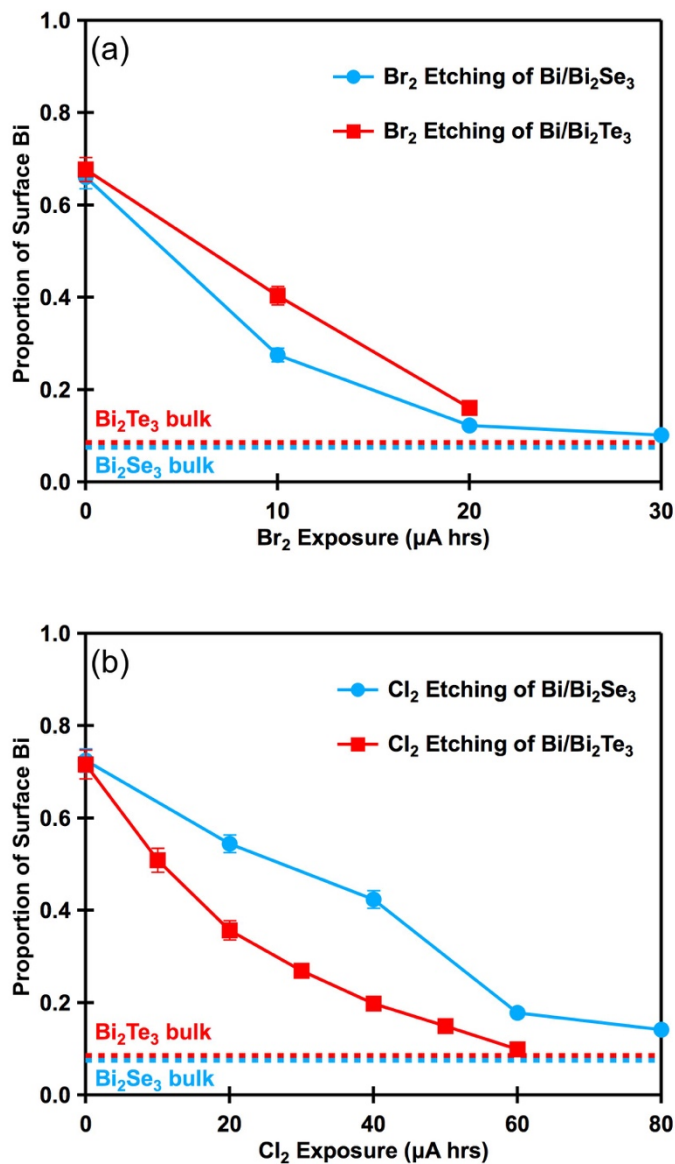 (a)
Br₂ Etching of Bi/Bi₂Se₃
Br₂ Etching of Bi/Bi₂Te₃
Proportion of Surface Bi
1.0
0.8
0.6
0.4
0.2
0.0
Bi₂Te₃ bulk
Bi₂Se₃ bulk
0
10
20
30
Br₂ Exposure (µA hrs)
(b)
Cl₂ Etching of Bi/Bi₂Se₃
Cl₂ Etching of Bi/Bi₂Te₃
Proportion of Surface Bi
1.0
0.8
0.6
0.4
0.2
0.0
Bi₂Te₃ bulk
Bi₂Se₃ bulk
0
20
40
60
80
Cl₂ Exposure (µA hrs)